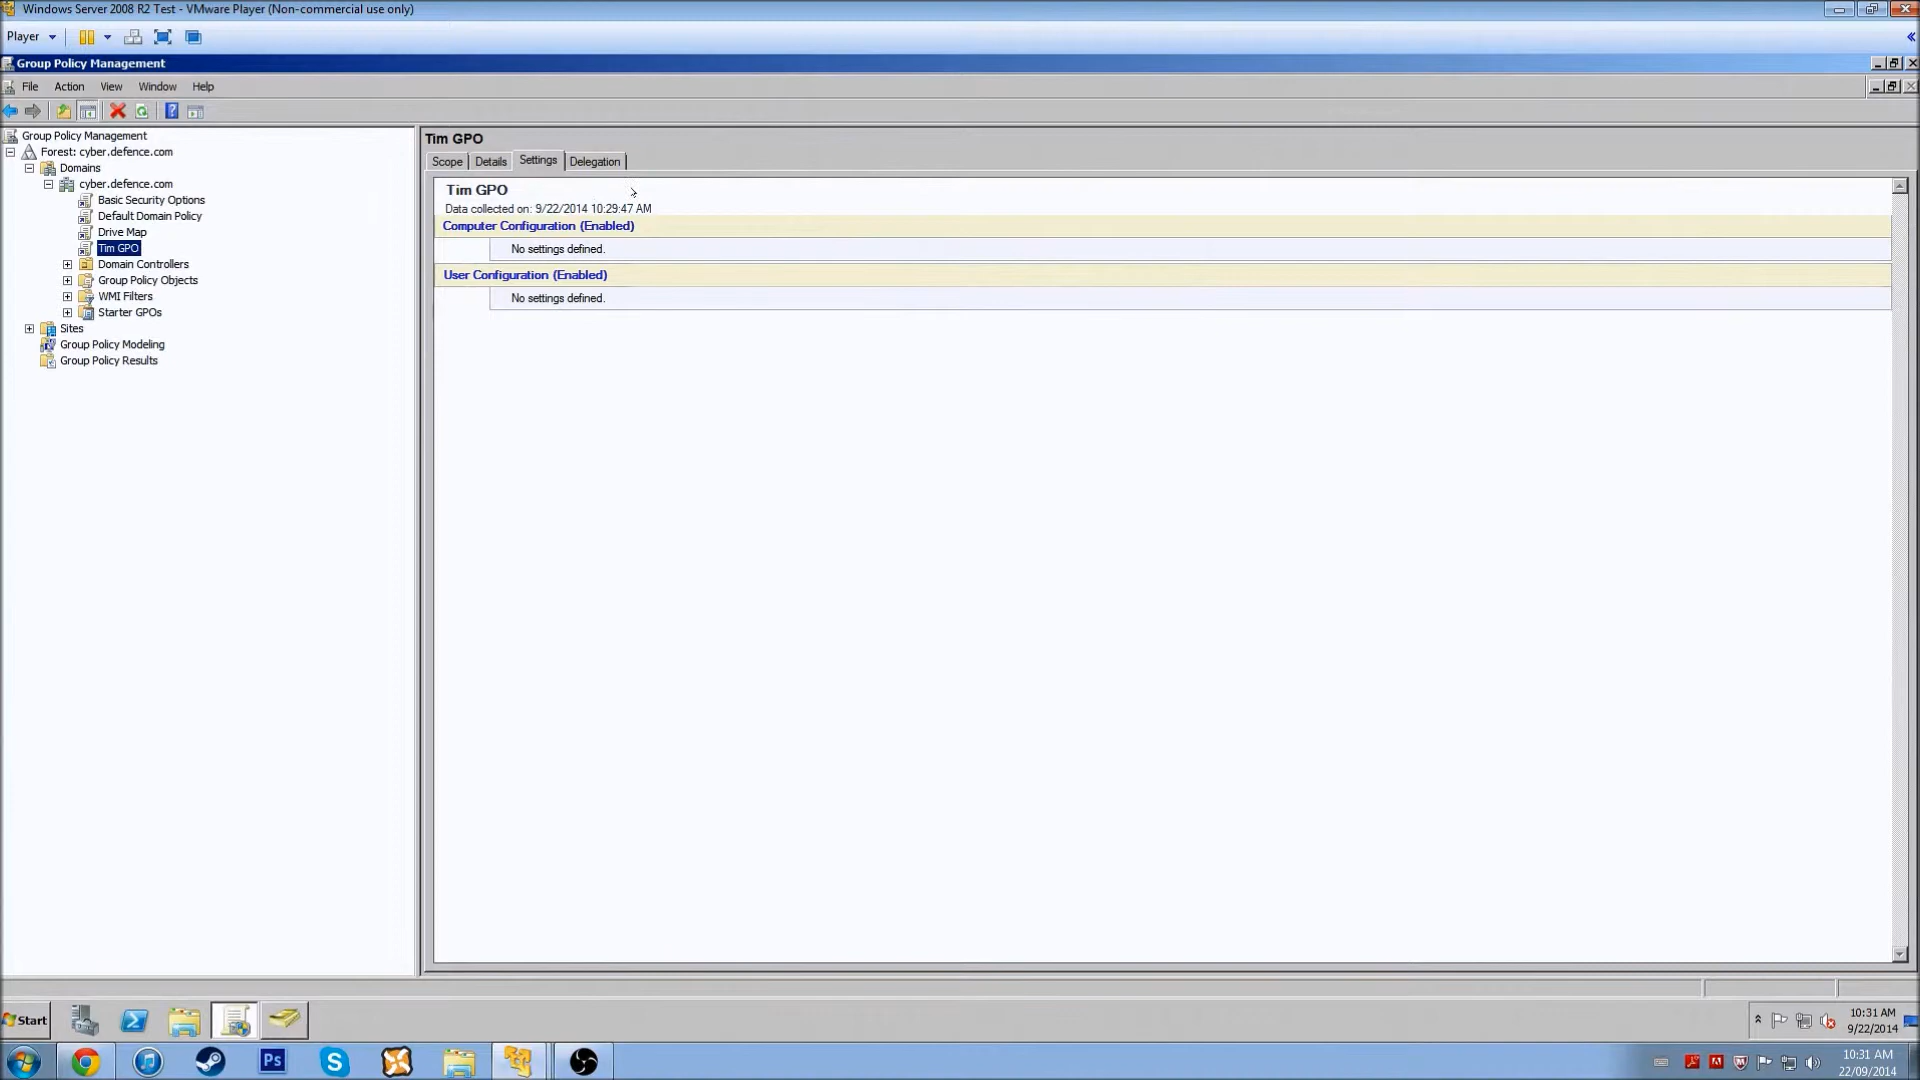 Windows Server 2008 R2 Test - VMware Player (Non-commercial use only)
Player
Group Policy Management
File Action View Window Help
Group Policy Management
Forest: cyber.defence.com
Domains
cyber.defence.com
Basic Security Options
Default Domain Policy
Drive Map
Tim GPO
Domain Controllers
Group Policy Objects
WMI Filters
Starter GPOs
Sites
Group Policy Modeling
Group Policy Results
Tim GPO
Scope Details Settings Delegation
Tim GPO
Data collected on: 9/22/2014 10:29:47 AM
Computer Configuration (Enabled)
No settings defined.
User Configuration (Enabled)
No settings defined.
Start
10:31 AM
9/22/2014
Ps
10:31 AM
22/09/2014